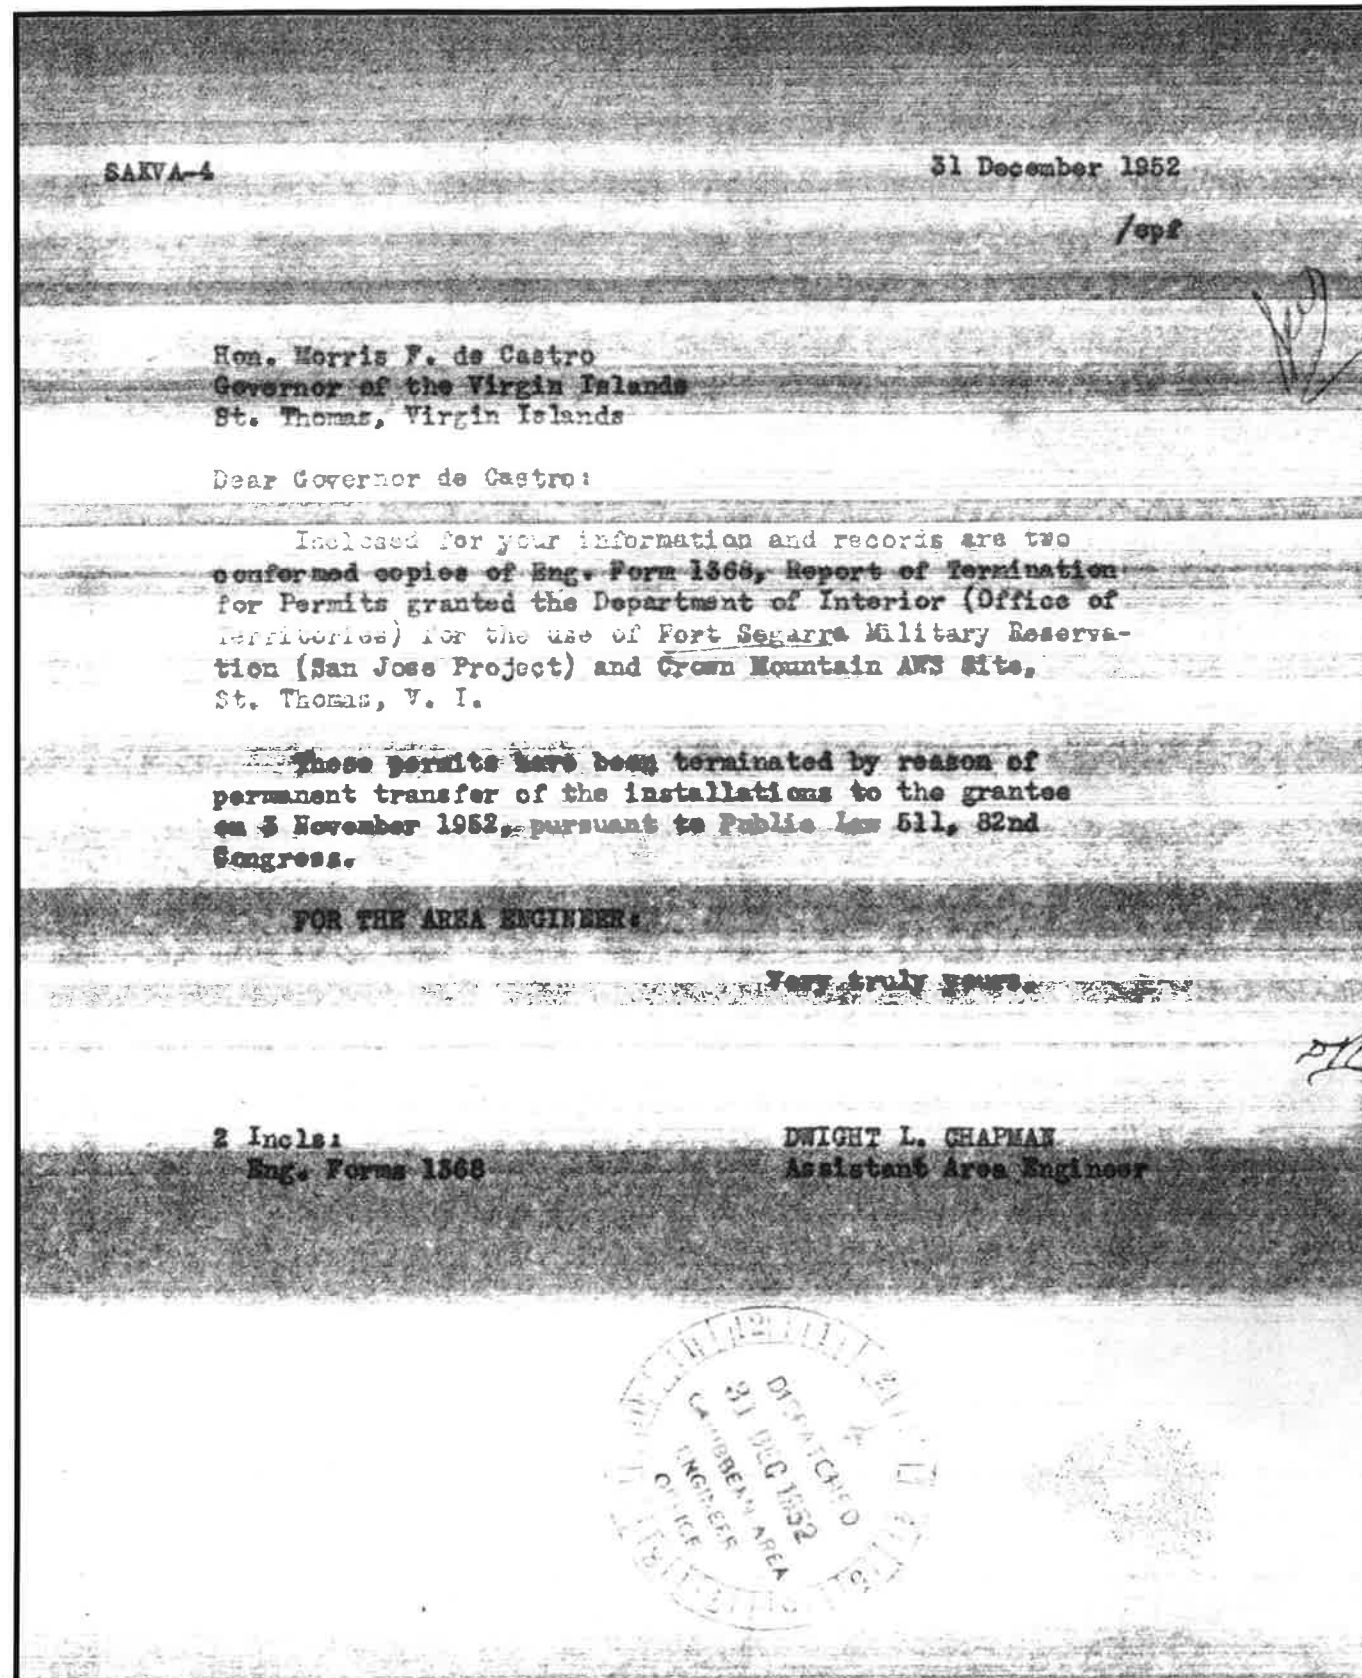 SAKVA-4
31 December 1952
/epf
Hon. Morris F. de Castro
Governor of the Virgin Islands
St. Thomas, Virgin Islands
Dear Governor de Castro:
Inclosed for your information and records are two
conformed copies of Eng. Form 1368, Report of Termination
for Permits granted the Department of Interior (Office of
Territories) for the use of Fort Segarra Military Reserva-
tion (San Jose Project) and Crown Mountain AWS Site,
St. Thomas, V. I.
These permits have been terminated by reason of
permanent transfer of the installations to the grantee
on November 1952, pursuant to Public Law 511, 82nd
Congress.
FOR THE AREA ENGINEER:
Very truly yours,
2 Incls:
Eng. Forms 1368
DWIGHT L. CHAPMAN
Assistant Area Engineer
DISPATCHED
31 DEC 1952
CARIBBEAN AREA
ENGINEER
OFFICE